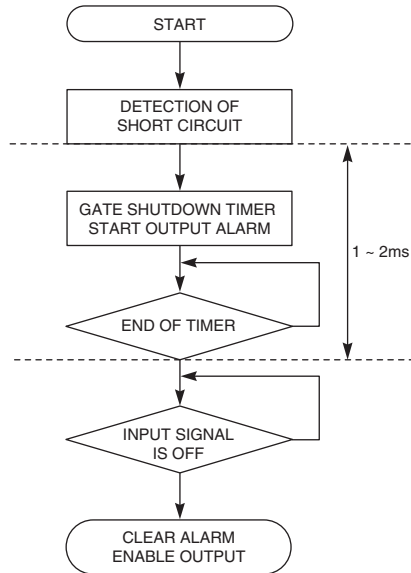 START
DETECTION OF
SHORT CIRCUIT
GATE SHUTDOWN TIMER
START OUTPUT ALARM
1 ~ 2ms
END OF TIMER
INPUT SIGNAL
IS OFF
CLEAR ALARM
ENABLE OUTPUT